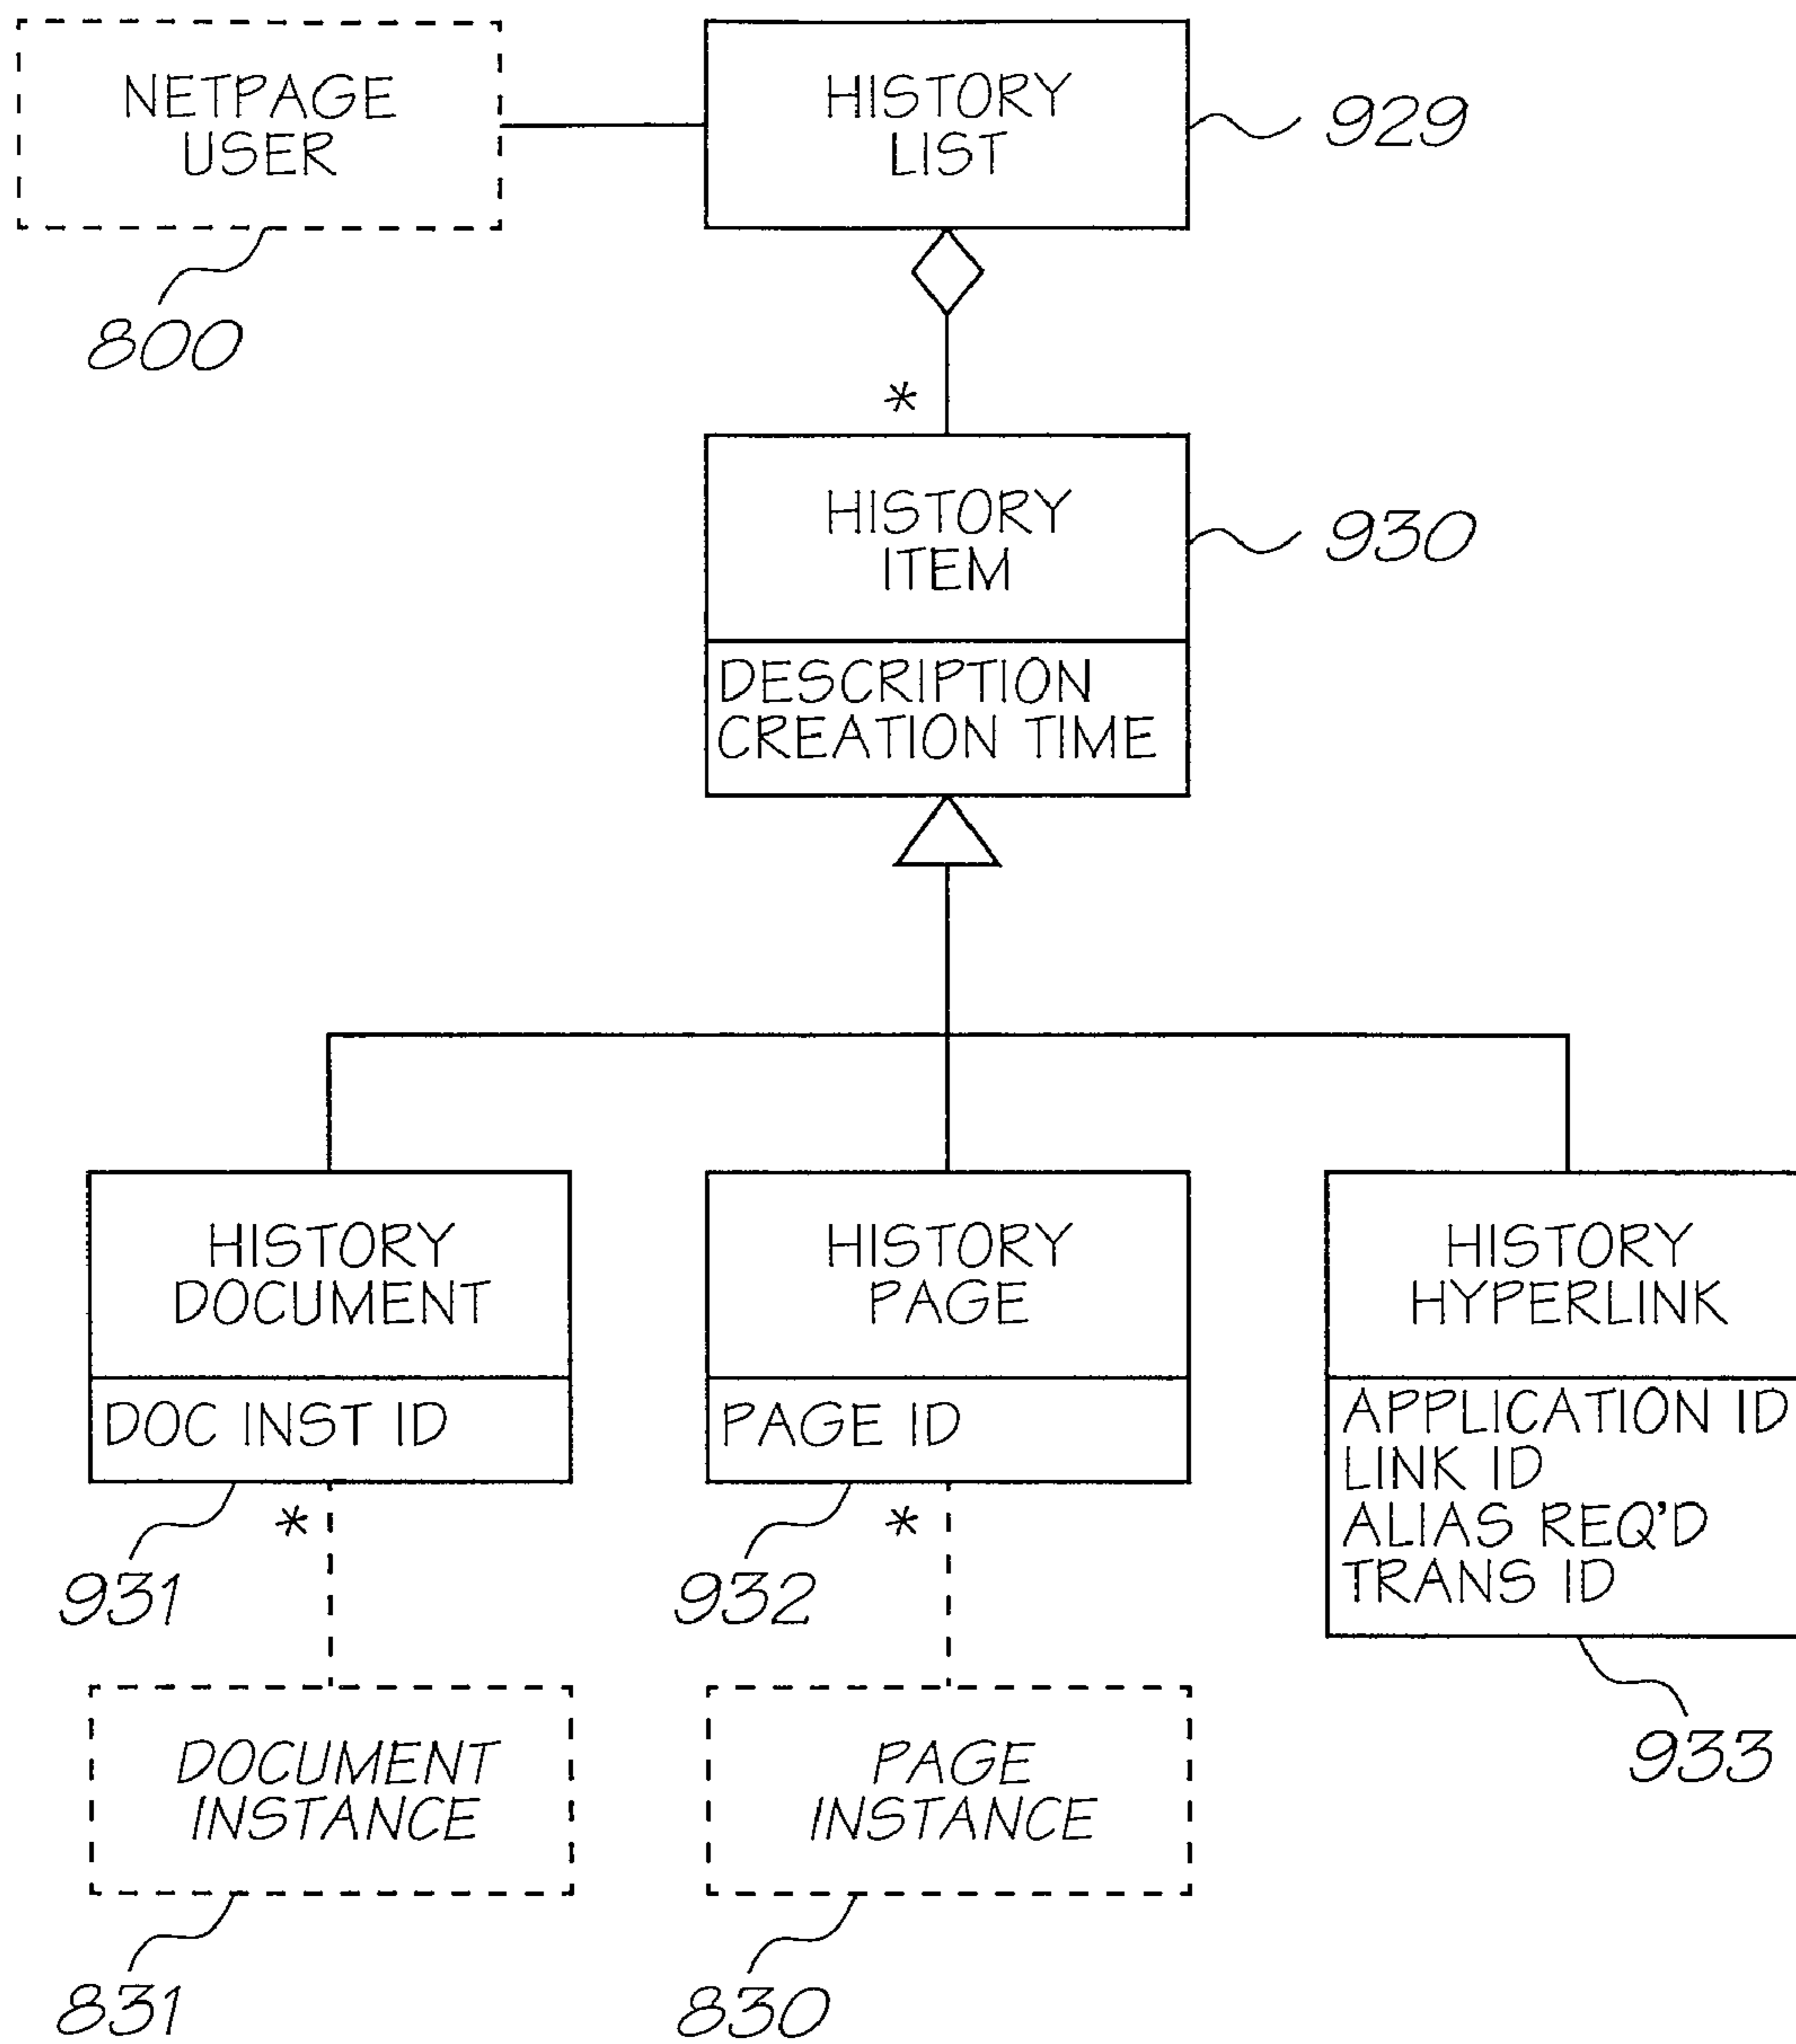 NETPAGE
USER
HISTORY
LIST
929
800
*
HISTORY
ITEM
930
DESCRIPTION
CREATION TIME
HISTORY
DOCUMENT
HISTORY
PAGE
HISTORY
HYPERLINK
DOC INST ID
PAGE ID
APPLICATION ID
LINK ID
ALIAS REQ'D
TRANS ID
*
*
931
932
933
DOCUMENT
INSTANCE
PAGE
INSTANCE
831
830